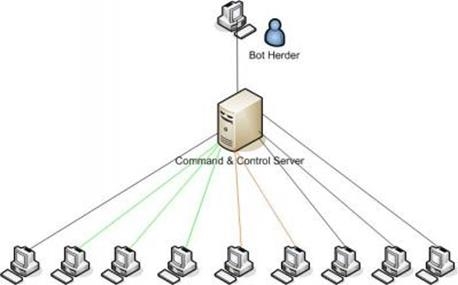 Bot Herder
Command & Control Server